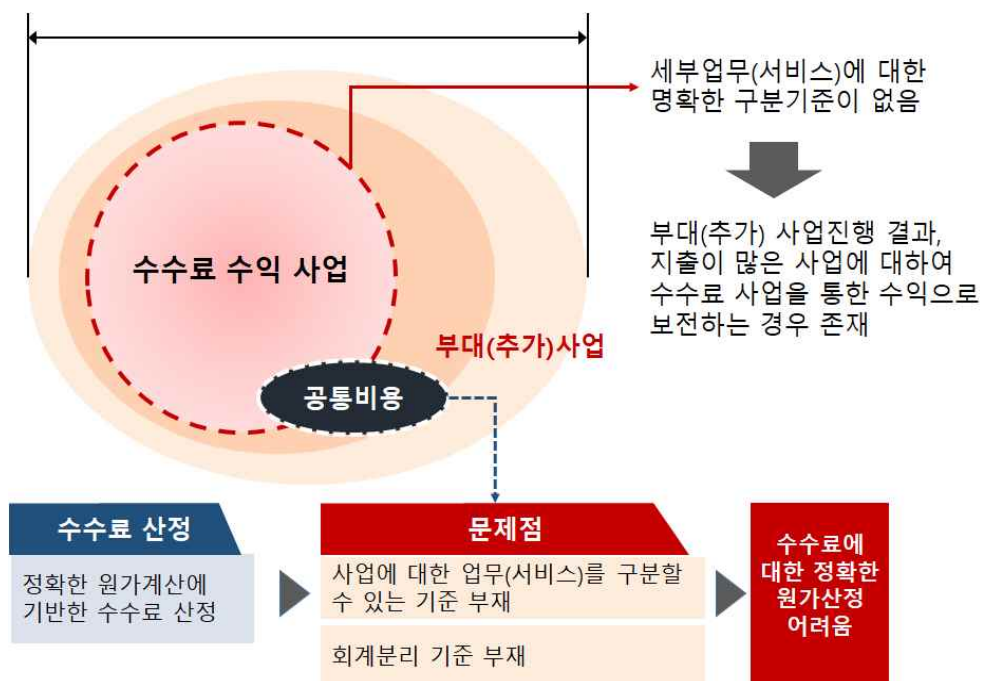 세부업무(서비스)에 대한
명확한 구분기준이 없음
부대(추가) 사업진행 결과,
지출이 많은 사업에 대하여
수수료 사업을 통한 수익으로
보전하는 경우 존재
수수료 수익 사업
부대(추가)사업
공통비용
수수료 산정
정확한 원가계산에
기반한 수수료 산정
문제점
사업에 대한 업무(서비스)를 구분할
수 있는 기준 부재
회계분리 기준 부재
수수료에
대한 정확한
원가산정
어려움